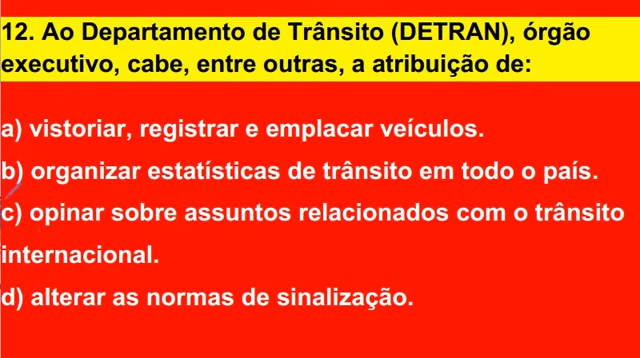 12. Ao Departamento de Trânsito (DETRAN), órgão
executivo, cabe, entre outras, a atribuição de:
a) vistoriar, registrar e emplacar veículos.
b) organizar estatísticas de trânsito em todo o país.
c) opinar sobre assuntos relacionados com o trânsito
internacional.
d) alterar as normas de sinalização.